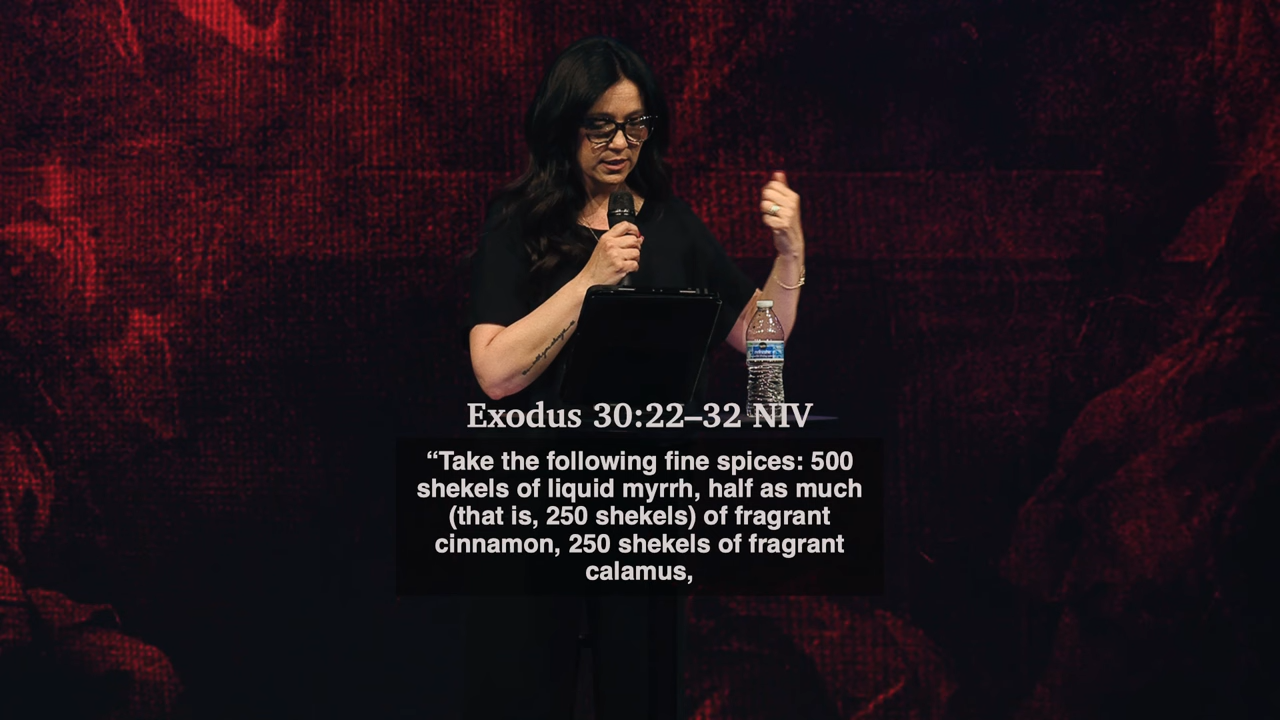 Exodus 30:22–32 NIV
“Take the following fine spices: 500
shekels of liquid myrrh, half as much
(that is, 250 shekels) of fragrant
cinnamon, 250 shekels of fragrant
calamus,